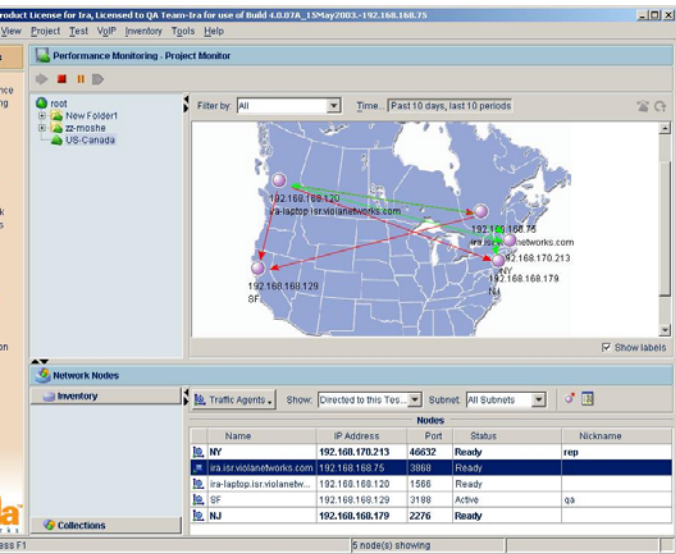 Product License for Ira, Licensed to QA Team-Ira for use of Build 4.0.07A_15May2003.-192.168.168.75
View Project Test VoIP Inventory Tools Help
Performance Monitoring - Project Monitor
root
New Folder1
zz-moshe
US-Canada
Filter by: All
Time... Past 10 days, last 10 periods
192.168.168.120
ira-laptop.isr.violanetworks.com
192.168.168.75
networks.com
192.168.170.213
NY
192.168.168.179
NJ
192.168.168.129
SF
Show labels
Network Nodes
Inventory
Traffic Agents Show: Directed to this Tes... Subnet: All Subnets
Nodes
Name IP Address Port Status Nickname
NY 192.168.170.213 46632 Ready rep
ira.isr.violanetworks.com 192.168.168.75 3868 Ready
ira-laptop.isr.violanetw... 192.168.168.120 1566 Ready
SF 192.168.168.129 3188 Active qa
NJ 192.168.168.179 2276 Ready
Collections
ess F1
5 node(s) showing